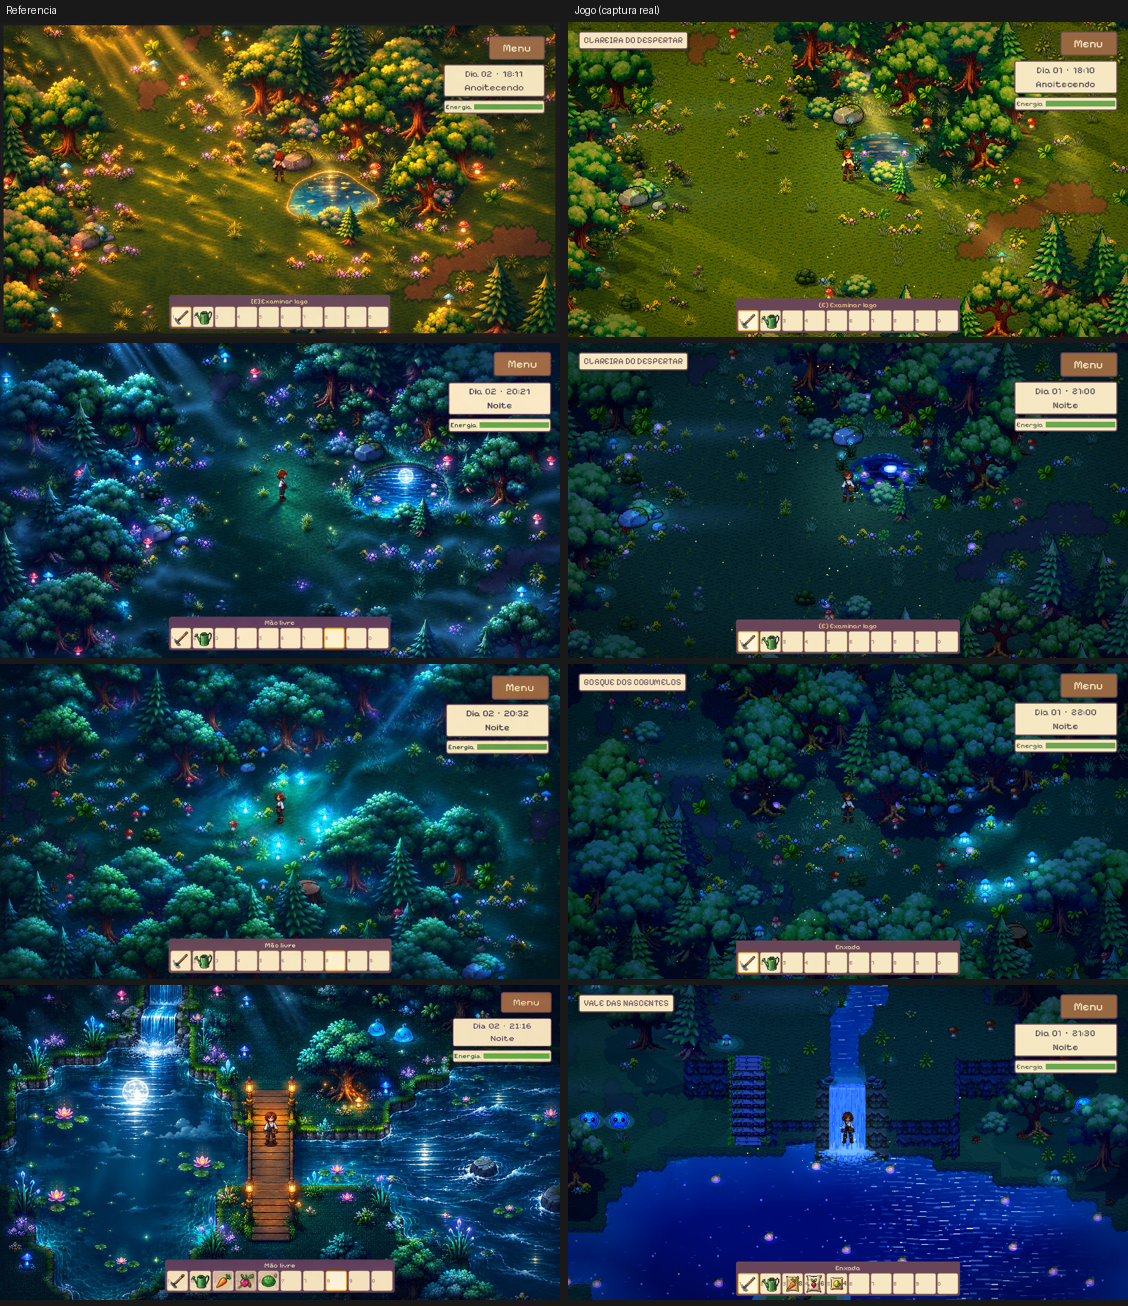 Referencia
Jogo (captura real)
Menu
Dia 02 · 18:11
Anoitecendo
Energia
(E) Examinar lago
CLAREIRA DO DESPERTAR
Menu
Dia 01 · 18:10
Anoitecendo
Energia
(E) Examinar lago
Menu
Dia 02 · 20:21
Noite
Energia
Mão livre
CLAREIRA DO DESPERTAR
Menu
Dia 01 · 21:00
Noite
Energia
(E) Examinar lago
Menu
Dia 02 · 20:32
Noite
Energia
Mão livre
BOSQUE DOS COGUMELOS
Menu
Dia 01 · 22:00
Noite
Energia
Enxada
Menu
Dia 02 · 21:16
Noite
Energia
Mão livre
VALE DAS NASCENTES
Menu
Dia 01 · 21:30
Noite
Energia
Enxada